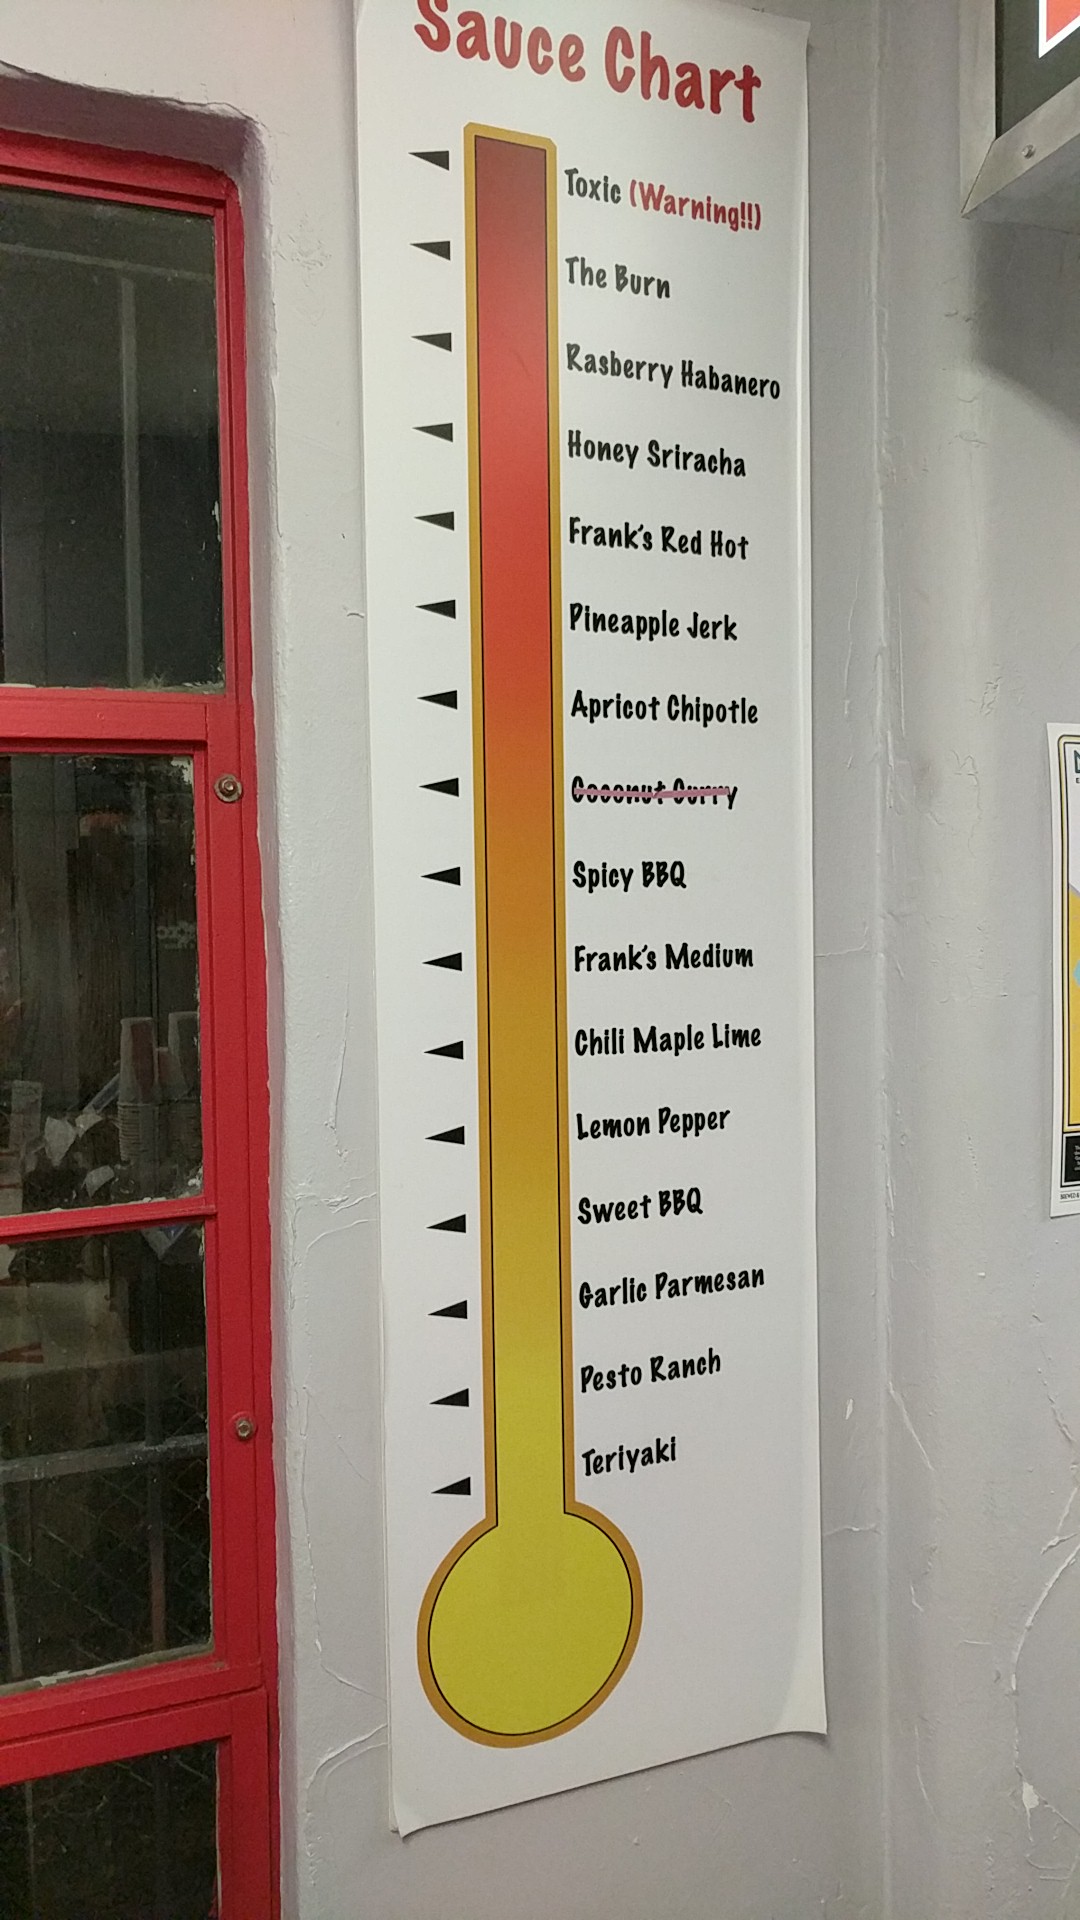 Sauce Chart
Toxic (Warning!!)
The Burn
Rasberry Habanero
Honey Sriracha
Frank's Red Hot
Pineapple Jerk
Apricot Chipotle
Coconut Curry
Spicy BBQ
Frank's Medium
Chili Maple Lime
Lemon Pepper
Sweet BBQ
Garlic Parmesan
Pesto Ranch
Teriyaki